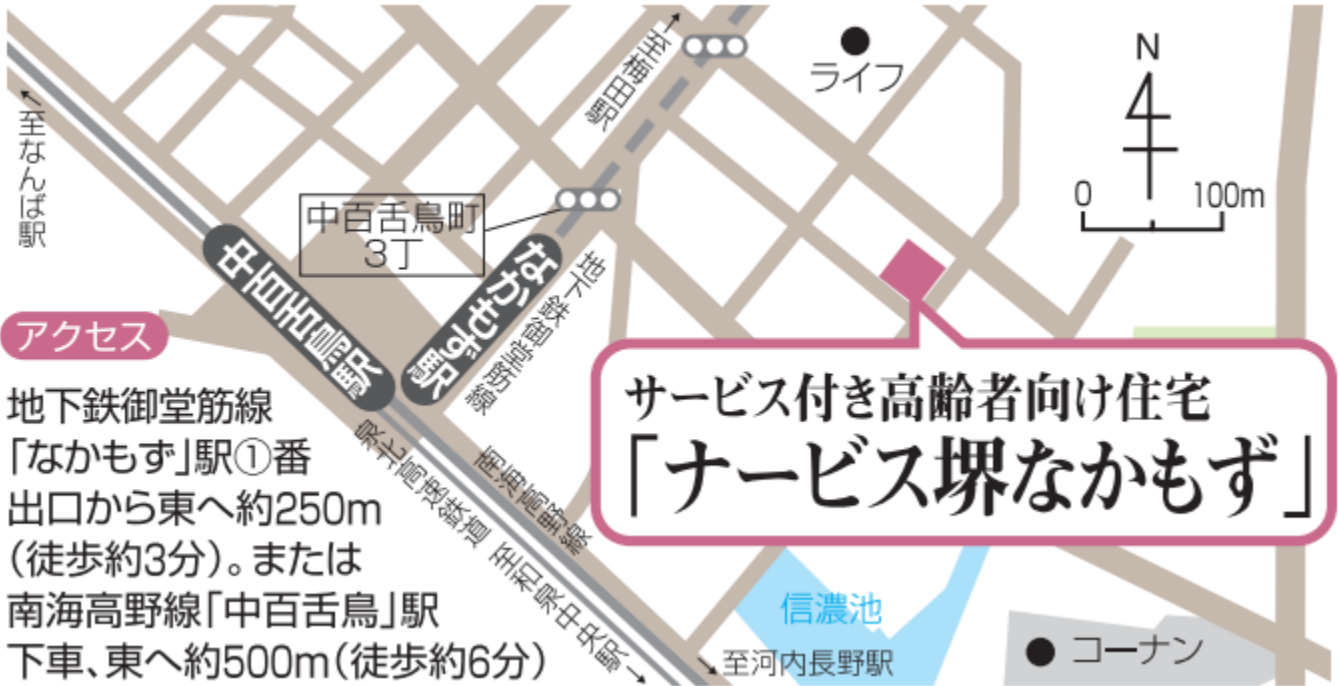 ←至なんば駅
→至梅田駅
ライフ
N
0 100m
中百舌鳥町
3丁
中百舌鳥駅
なかもず駅
地下鉄御堂筋線
アクセス
地下鉄御堂筋線
「なかもず」駅①番
出口から東へ約250m
(徒歩約3分)。または
南海高野線「中百舌鳥」駅
下車、東へ約500m(徒歩約6分)
サービス付き高齢者向け住宅
「ナービス堺なかもず」
泉北高速鉄道 至和泉中央駅→
南海高野線
→至河内長野駅
信濃池
コーナン